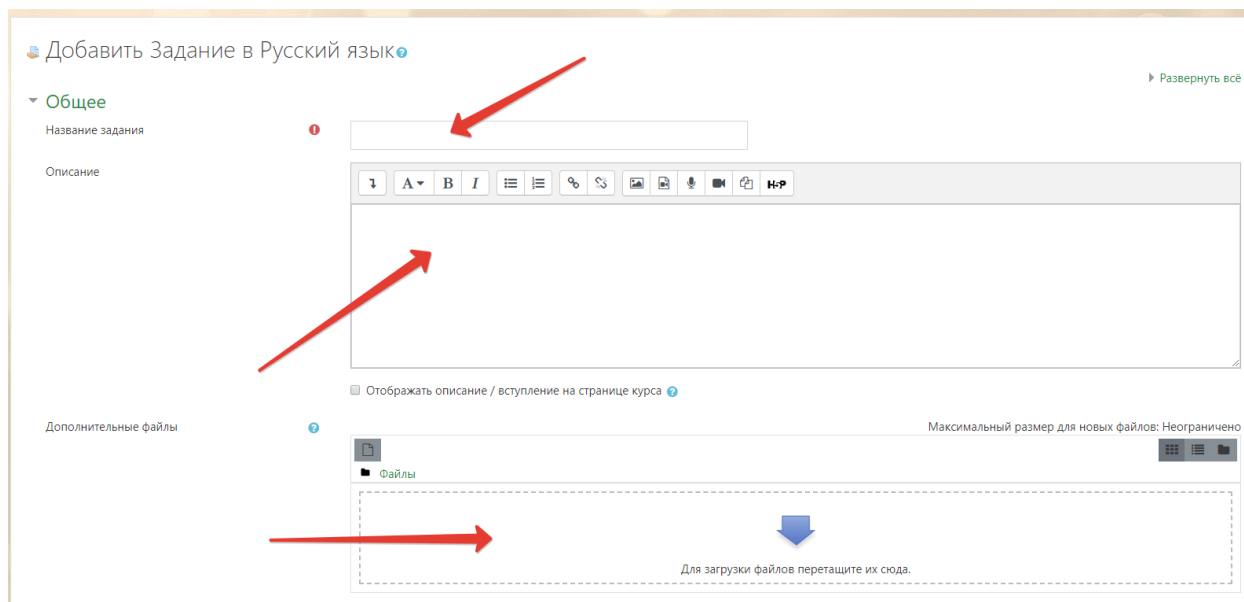 Добавить Задание в Русский язык
Развернуть всё
Общее
Название задания
Описание
A B I H-P
Отображать описание / вступление на странице курса
Дополнительные файлы
Максимальный размер для новых файлов: Неограничено
Файлы
Для загрузки файлов перетащите их сюда.